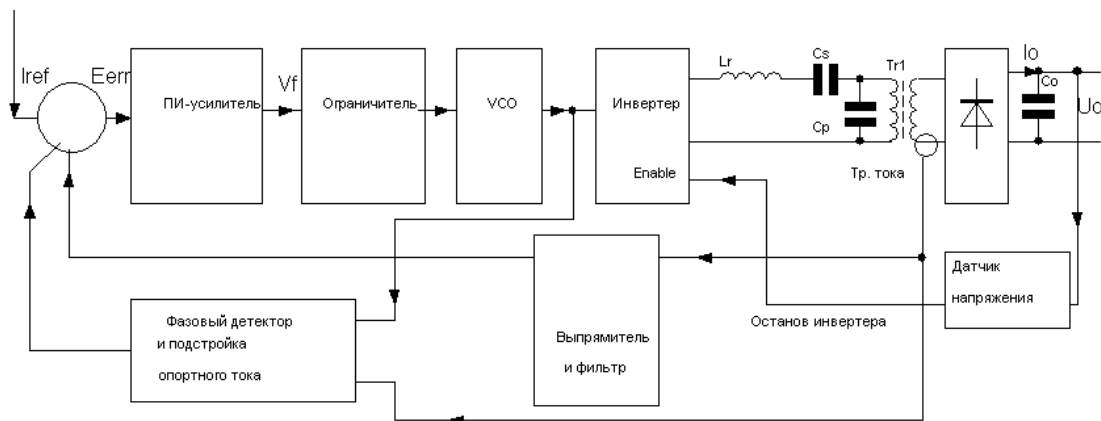 Iref
Eerr
ПИ-усилитель
Vf
Ограничитель
VCO
Инвертер
Enable
Lr
Cs
Cp
Tr1
Тр. тока
Io
Co
Uo
Датчик
напряжения
Останов инвертера
Выпрямитель
и фильтр
Фазовый детектор
и подстройка
опортного тока